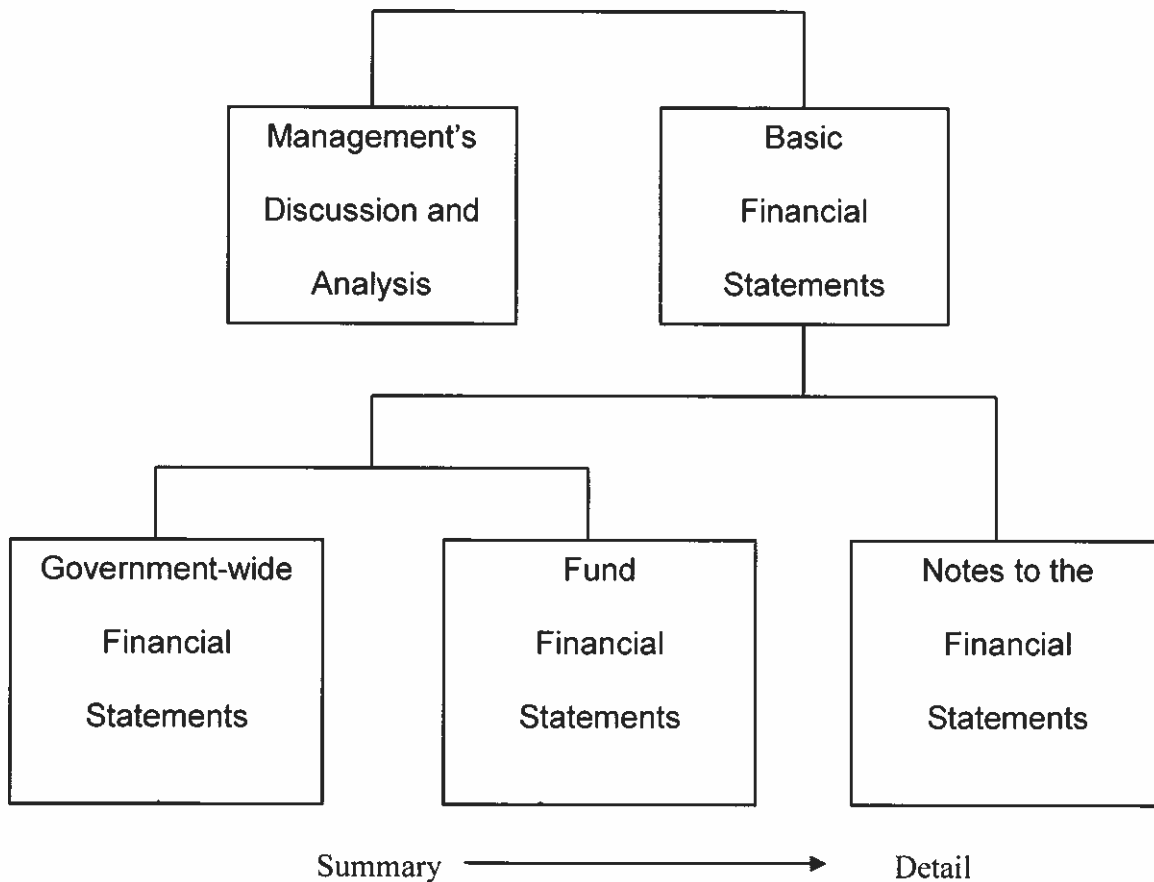 Management's
Discussion and
Analysis
Basic
Financial
Statements
Government-wide
Financial
Statements
Fund
Financial
Statements
Notes to the
Financial
Statements
Summary
Detail